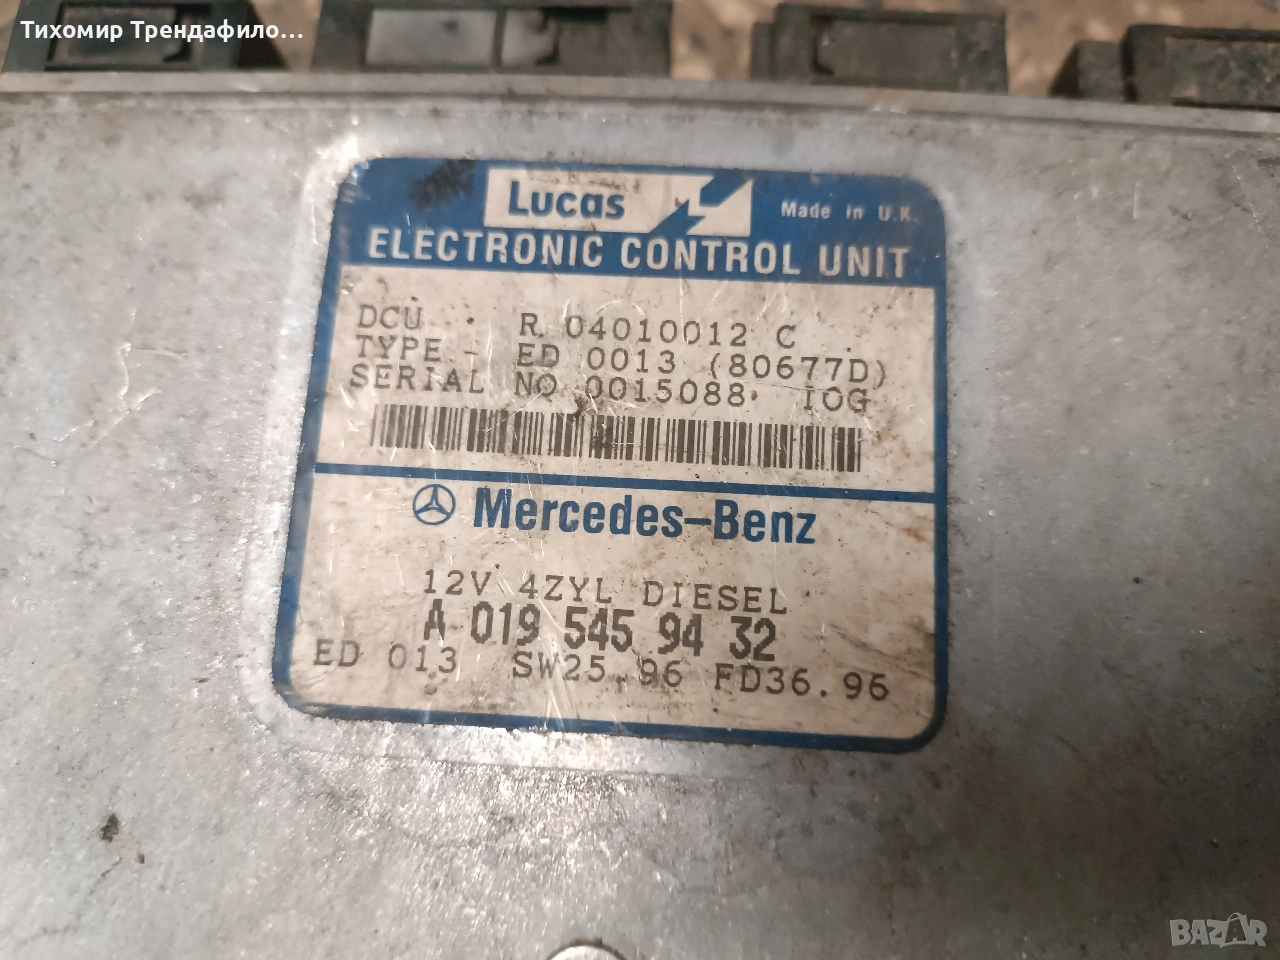 Тихомир Трендафило...
Lucas
Made in U.K.
ELECTRONIC CONTROL UNIT
DCU R 04010012 C
TYPE - ED 0013 (80677D)
SERIAL NO 0015088 IOG
Mercedes-Benz
12V 4ZYL DIESEL
A 019 545 94 32
ED 013 SW25.96 FD36.96
BAZAR